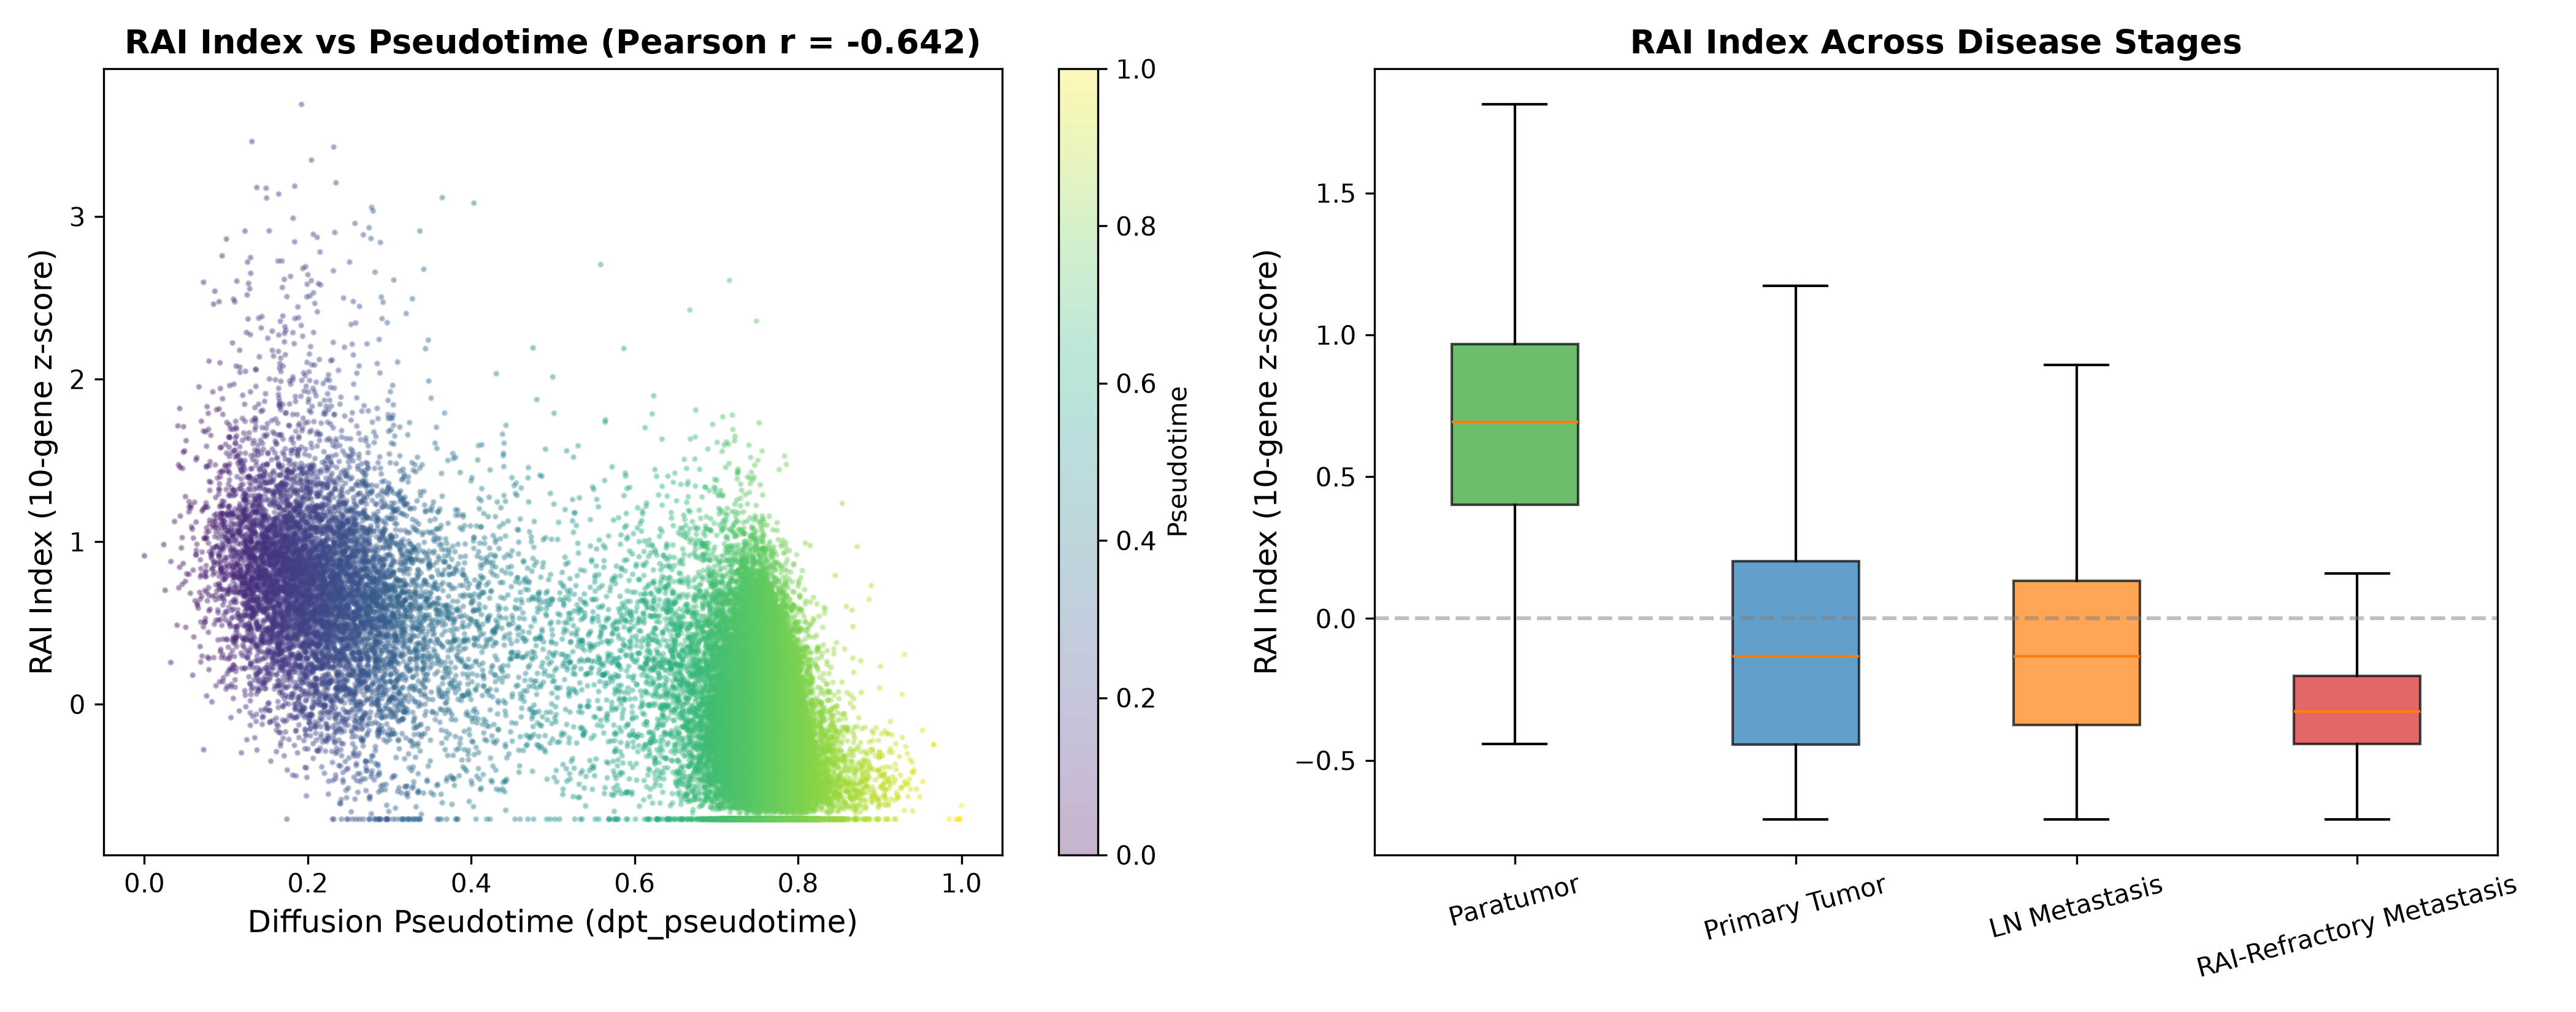 RAI Index vs Pseudotime (Pearson r = -0.642)
RAI Index (10-gene z-score)
3
2
1
0
0.0 0.2 0.4 0.6 0.8 1.0
Diffusion Pseudotime (dpt_pseudotime)
1.0
0.8
0.6
0.4
0.2
0.0
Pseudotime
RAI Index Across Disease Stages
RAI Index (10-gene z-score)
1.5
1.0
0.5
0.0
−0.5
Paratumor
Primary Tumor
LN Metastasis
RAI-Refractory Metastasis